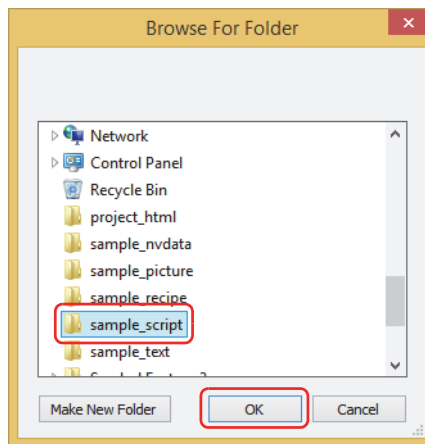 Browse For Folder
Network
Control Panel
Recycle Bin
project_html
sample_nvdata
sample_picture
sample_recipe
sample_script
sample_text
Make New Folder
OK
Cancel